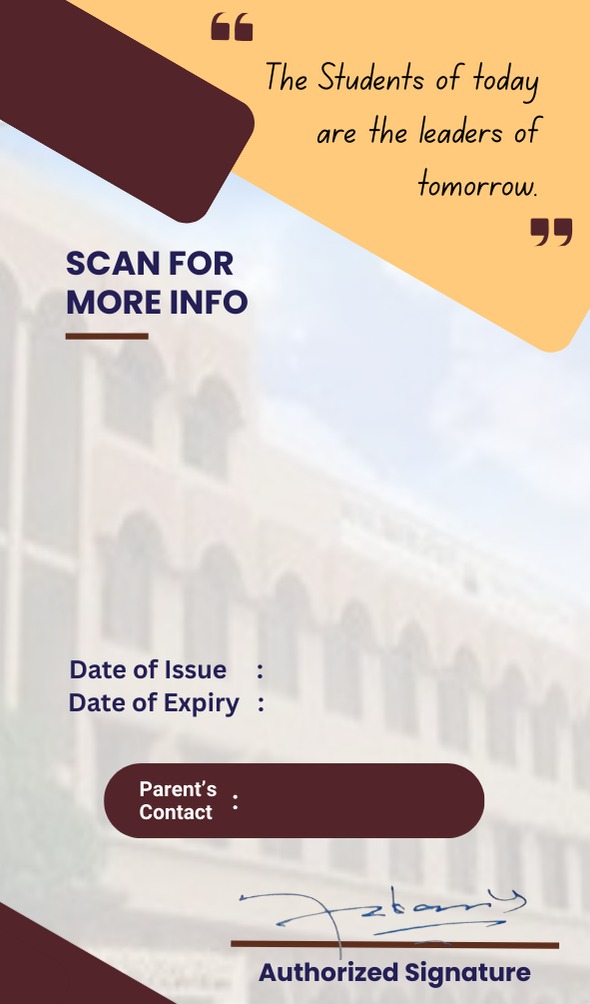 “
The Students of today
are the leaders of
tomorrow.
”
SCAN FOR
MORE INFO
Date of Issue :
Date of Expiry :
Parent’s
Contact :
Authorized Signature